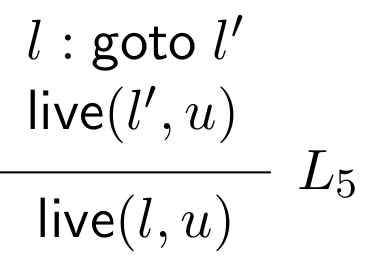 l : goto l′
live(l′, u)
L₅
live(l, u)